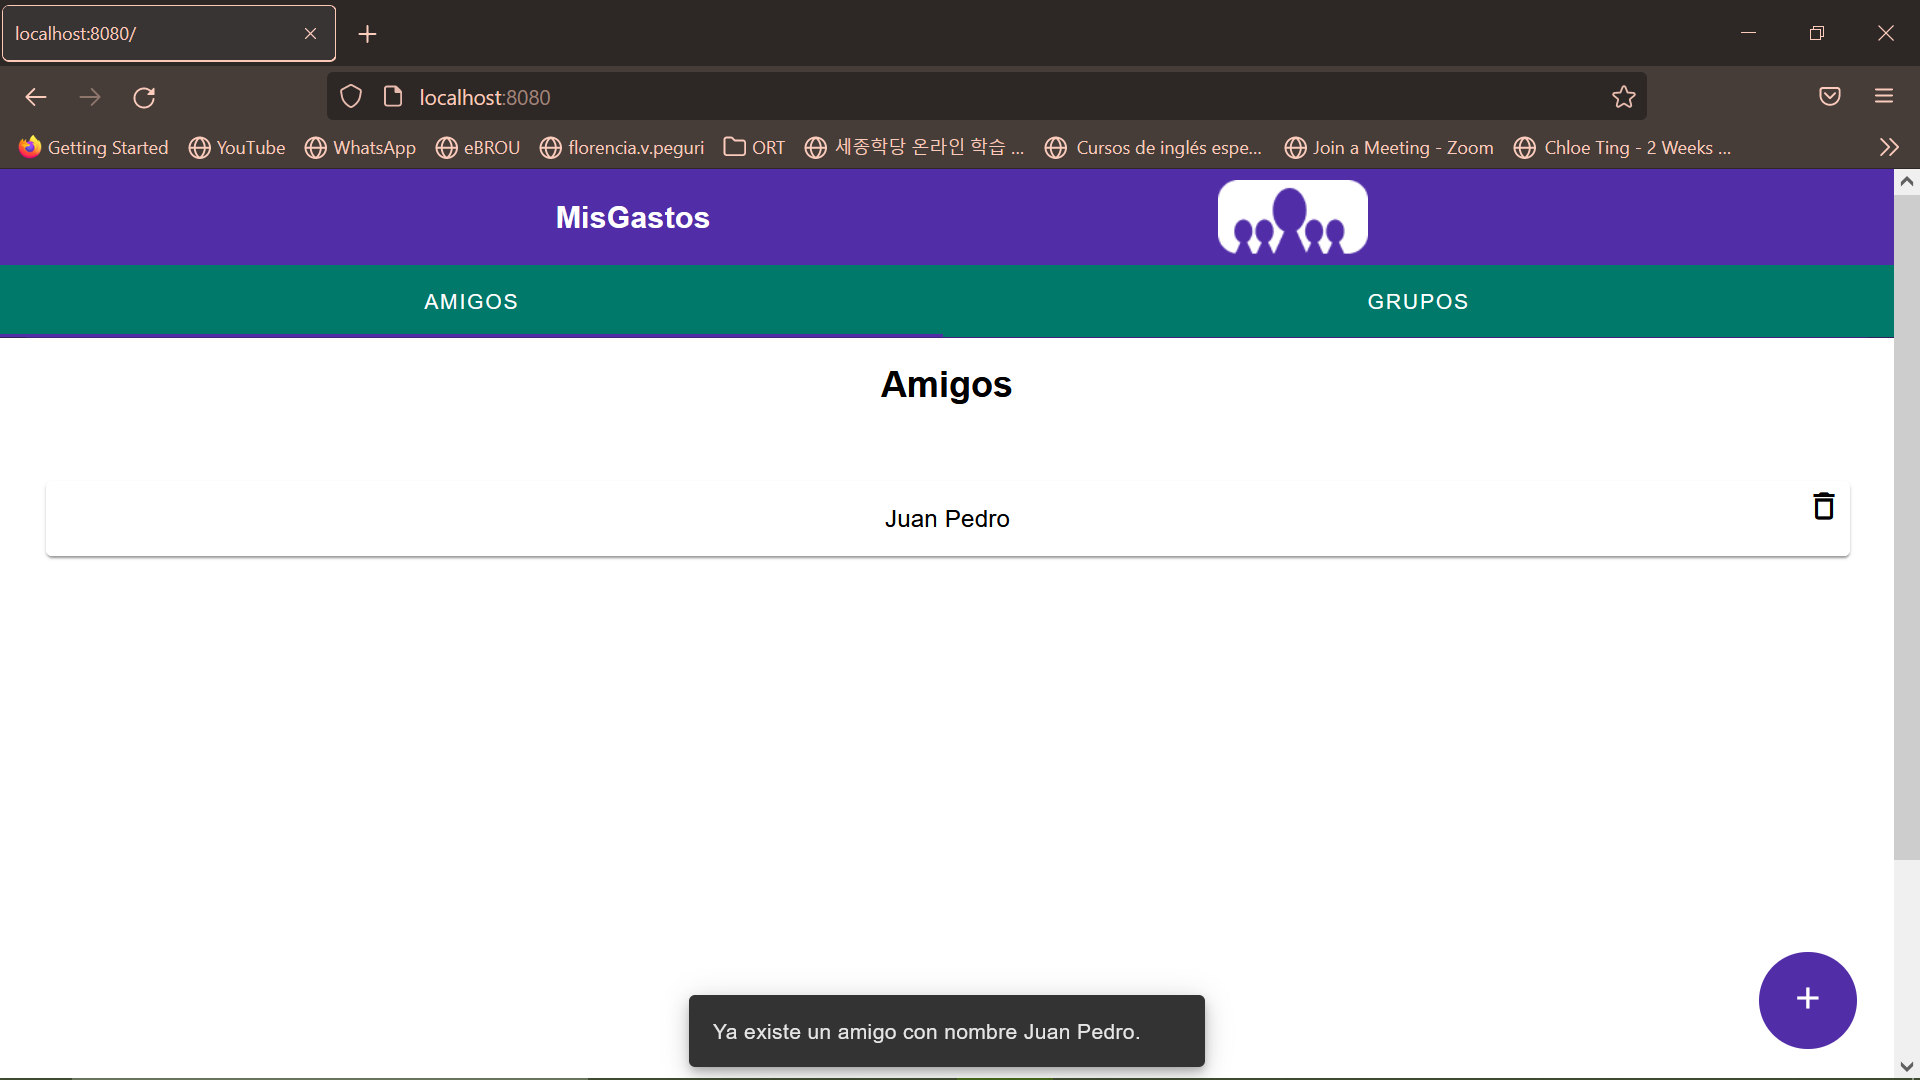 localhost:8080/
localhost:8080
Getting Started YouTube WhatsApp eBROU florencia.v.peguri ORT 세종학당 온라인 학습 ... Cursos de inglés espe... Join a Meeting - Zoom Chloe Ting - 2 Weeks ...
MisGastos
AMIGOS GRUPOS
Amigos
Juan Pedro
Ya existe un amigo con nombre Juan Pedro.